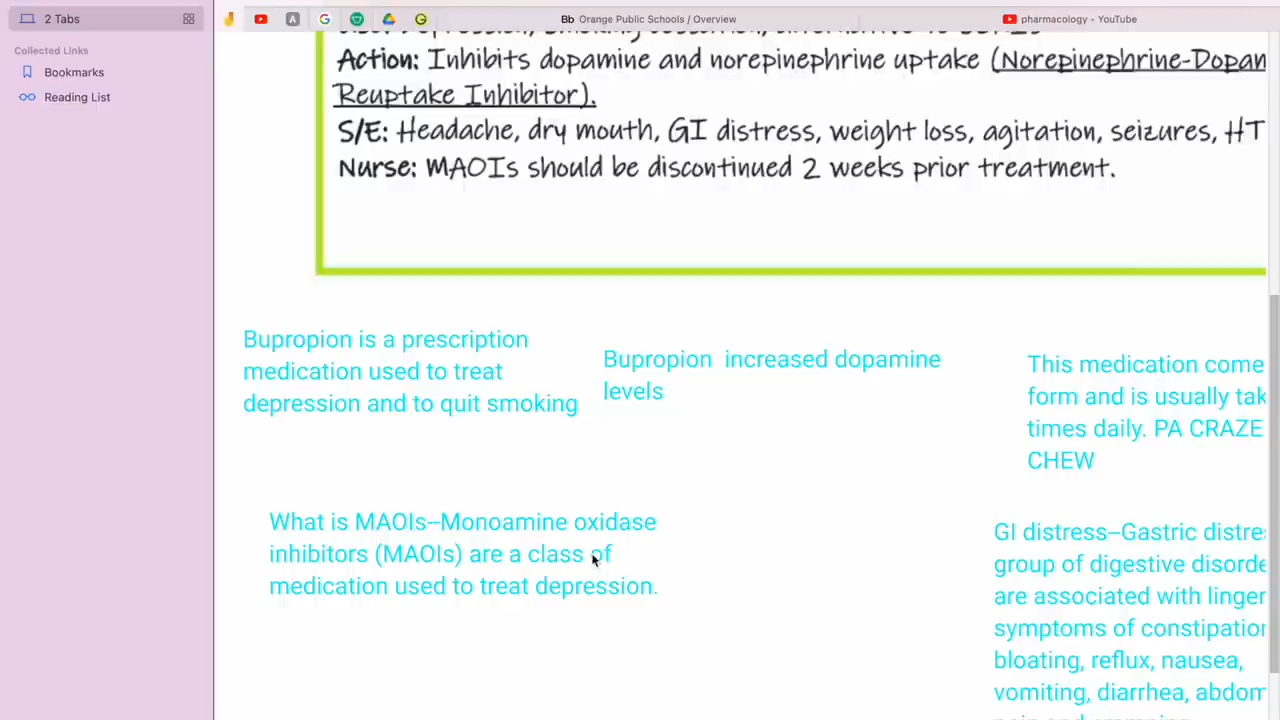 2 Tabs
Collected Links
Bookmarks
Reading List
A
G
Bb Orange Public Schools / Overview
pharmacology - YouTube
Action: Inhibits dopamine and norepinephrine uptake (Norepinephrine-Dopan
Reuptake Inhibitor).
S/E: Headache, dry mouth, GI distress, weight loss, agitation, seizures, HT
Nurse: MAOIs should be discontinued 2 weeks prior treatment.
Bupropion is a prescription
medication used to treat
depression and to quit smoking
Bupropion increased dopamine
levels
This medication come
form and is usually tak
times daily. PA CRAZE
CHEW
What is MAOIs–Monoamine oxidase
inhibitors (MAOIs) are a class of
medication used to treat depression.
GI distress–Gastric distre
group of digestive disorde
are associated with linger
symptoms of constipation
bloating, reflux, nausea,
vomiting, diarrhea, abdom